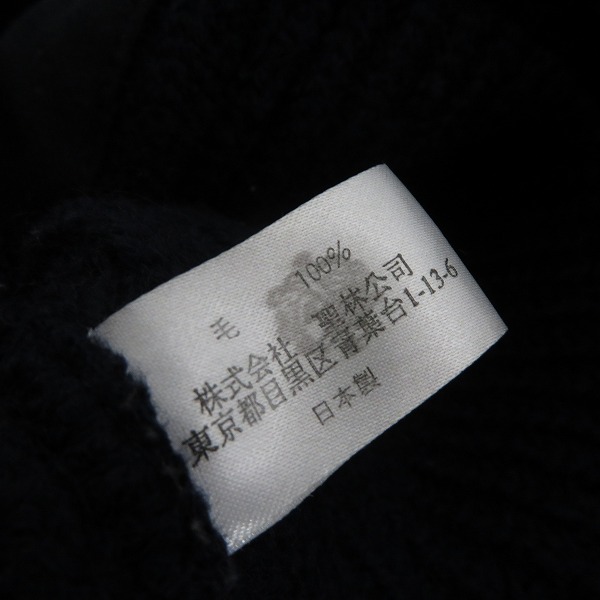 毛 100%
株式会社 聖林公司
東京都目黒区青葉台1-13-6
日本製